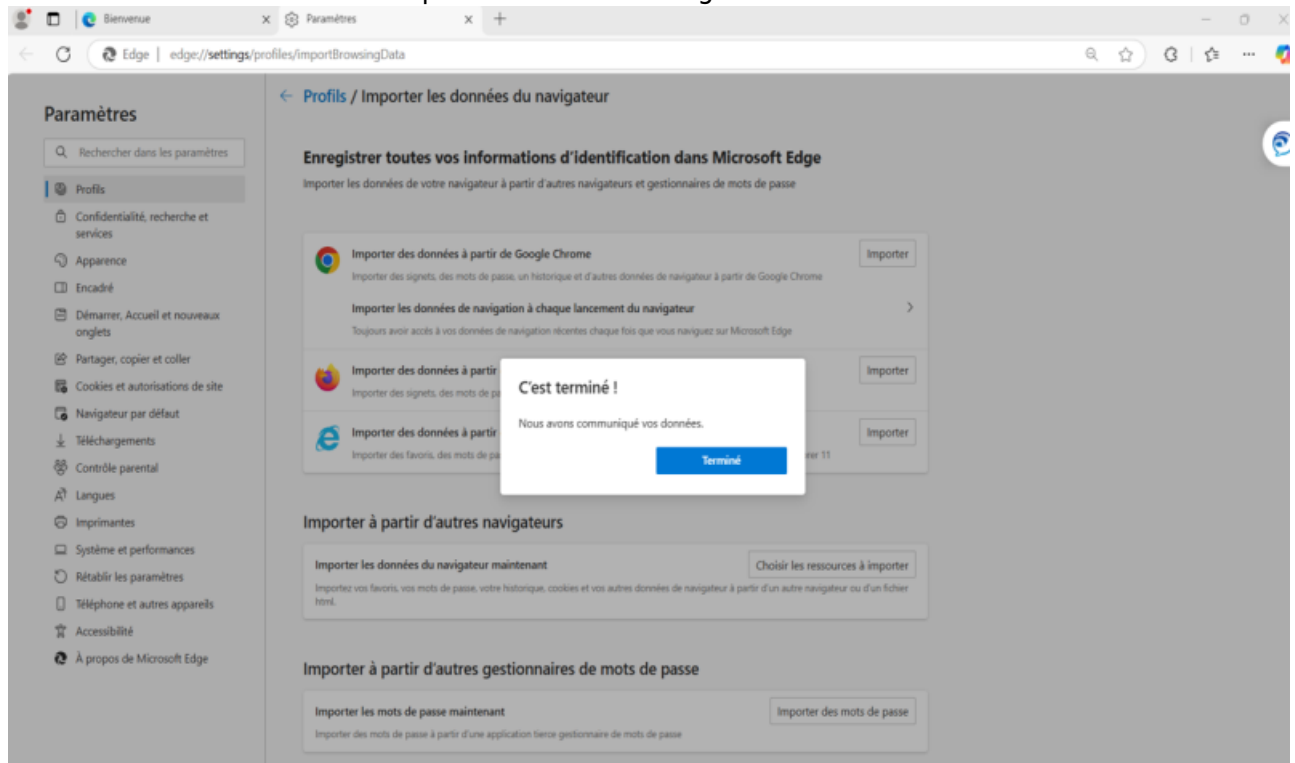 Bienvenue
Paramètres
Edge | edge://settings/profiles/importBrowsingData
Paramètres
Rechercher dans les paramètres
Profils
Confidentialité, recherche et
services
Apparence
Encadré
Démarrer, Accueil et nouveaux
onglets
Partager, copier et coller
Cookies et autorisations de site
Navigateur par défaut
Téléchargements
Contrôle parental
Langues
Imprimantes
Système et performances
Rétablir les paramètres
Téléphone et autres appareils
Accessibilité
À propos de Microsoft Edge
Profils / Importer les données du navigateur
Enregistrer toutes vos informations d'identification dans Microsoft Edge
Importer les données de votre navigateur à partir d'autres navigateurs et gestionnaires de mots de passe
Importer des données à partir de Google Chrome
Importer
Importer des signets, des mots de passe, un historique et d'autres données de navigateur à partir de Google Chrome
Importer les données de navigation à chaque lancement du navigateur
Toujours avoir accès à vos données de navigation récentes chaque fois que vous naviguez sur Microsoft Edge
Importer des données à partir
Importer
Importer des signets, des mots de pa
Importer des données à partir
Importer
Importer des favoris, des mots de pa
rer 11
C'est terminé !
Nous avons communiqué vos données.
Terminé
Importer à partir d'autres navigateurs
Importer les données du navigateur maintenant
Choisir les ressources à importer
Importez vos favoris, vos mots de passe, votre historique, cookies et vos autres données de navigateur à partir d'un autre navigateur ou d'un fichier
html.
Importer à partir d'autres gestionnaires de mots de passe
Importer les mots de passe maintenant
Importer des mots de passe
Importer des mots de passe à partir d'une application tierce gestionnaire de mots de passe